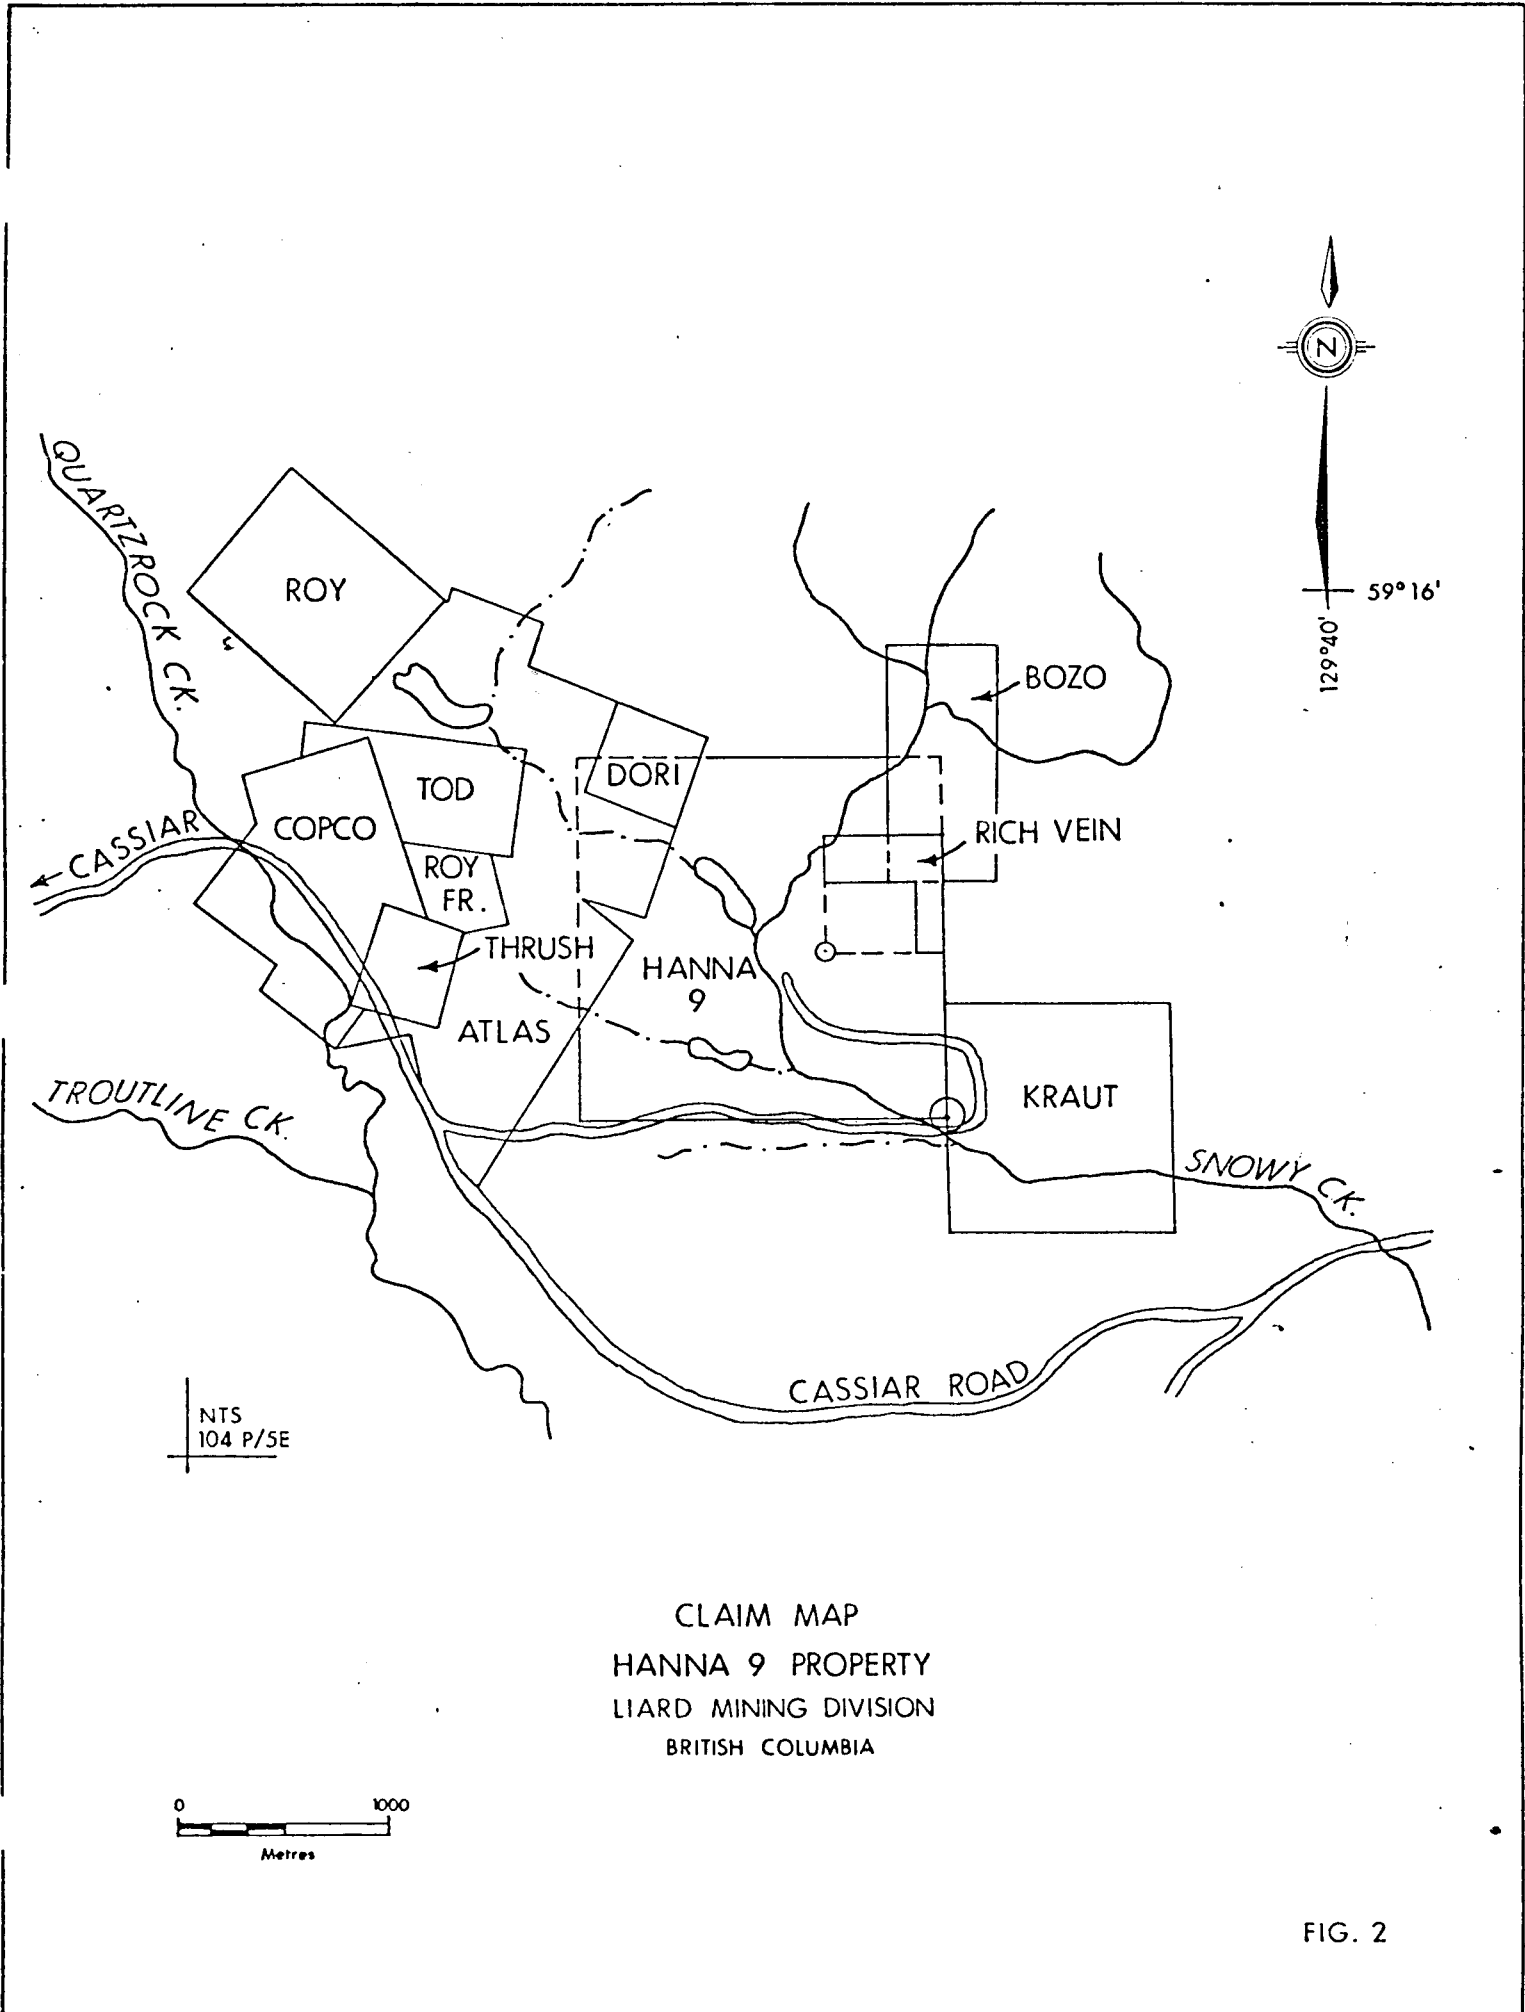 QUARTZROCK CK.
N
ROY
59°16'
129°40'
BOZO
DORI
TOD
COPCO
RICH VEIN
← CASSIAR
ROY
FR.
THRUSH
HANNA
9
ATLAS
KRAUT
TROUTLINE CK.
SNOWY CK.
CASSIAR ROAD
NTS
104 P/5E
CLAIM MAP
HANNA 9 PROPERTY
LIARD MINING DIVISION
BRITISH COLUMBIA
0 1000
Metres
FIG. 2